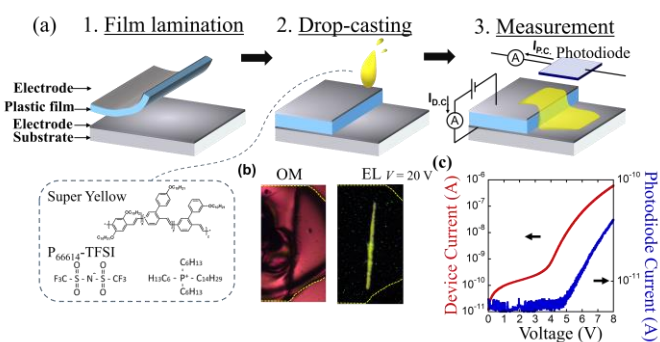 (a) 1. Film lamination 2. Drop-casting 3. Measurement
I_P.C.
A
Photodiode
Electrode
Plastic film
Electrode
Substrate
I_D.C.
A
Super Yellow
P66614-TFSI
O O
F3C - S - N - S - CF3
O O
C6H13
H13C6 - P+ - C14H29
C6H13
(b) OM EL V = 20 V
(c)
Device Current (A)
10-6
10-7
10-8
10-9
10-10
10-11
0 1 2 3 4 5 6 7 8
Voltage (V)
10-10
10-11
Photodiode Current (A)